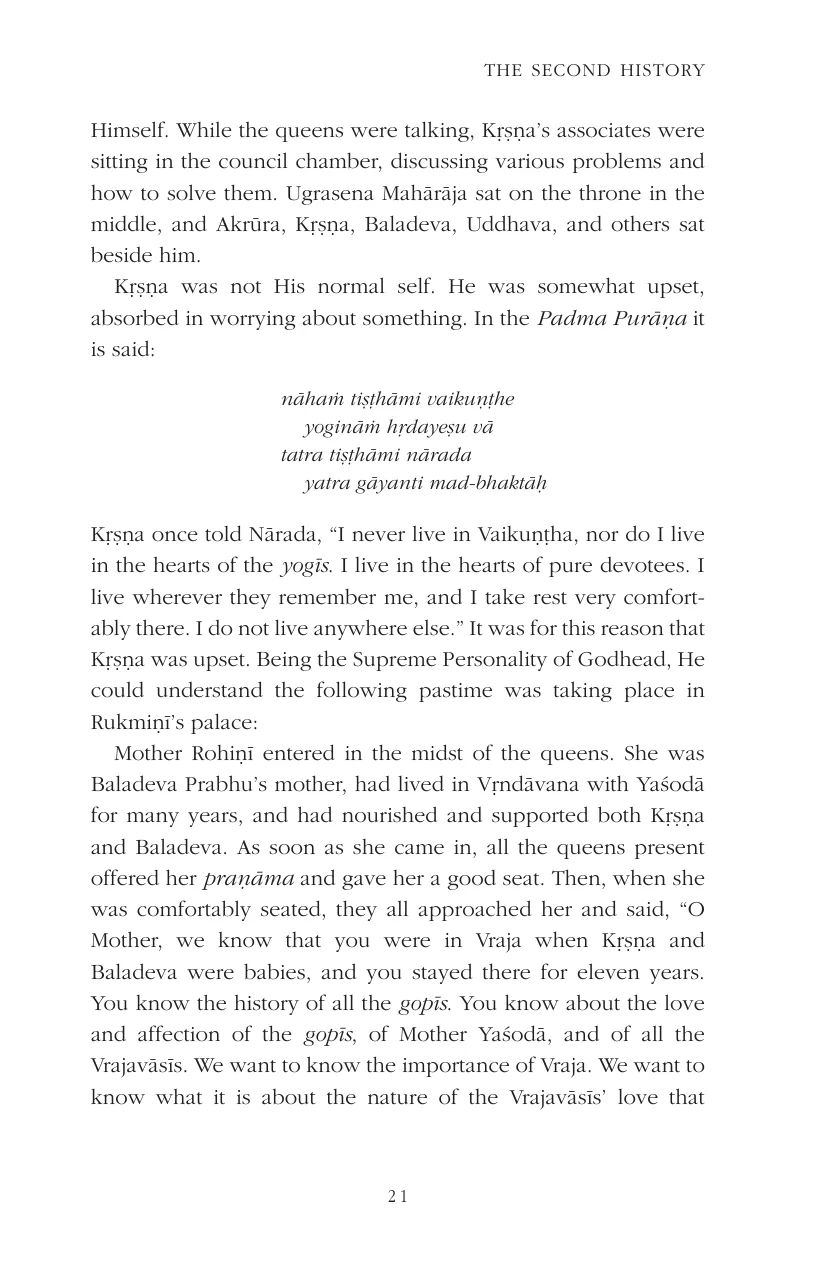 THE SECOND HISTORY
Himself. While the queens were talking, Kṛṣṇa’s associates were
sitting in the council chamber, discussing various problems and
how to solve them. Ugrasena Mahārāja sat on the throne in the
middle, and Akrūra, Kṛṣṇa, Baladeva, Uddhava, and others sat
beside him.
Kṛṣṇa was not His normal self. He was somewhat upset,
absorbed in worrying about something. In the Padma Purāṇa it
is said:
nāhaṁ tiṣṭhāmi vaikuṇṭhe
yogināṁ hṛdayeṣu vā
tatra tiṣṭhāmi nārada
yatra gāyanti mad-bhaktāḥ
Kṛṣṇa once told Nārada, “I never live in Vaikuṇṭha, nor do I live
in the hearts of the yogīs. I live in the hearts of pure devotees. I
live wherever they remember me, and I take rest very comfort-
ably there. I do not live anywhere else.” It was for this reason that
Kṛṣṇa was upset. Being the Supreme Personality of Godhead, He
could understand the following pastime was taking place in
Rukmiṇī’s palace:
Mother Rohiṇī entered in the midst of the queens. She was
Baladeva Prabhu’s mother, had lived in Vṛndāvana with Yaśodā
for many years, and had nourished and supported both Kṛṣṇa
and Baladeva. As soon as she came in, all the queens present
offered her praṇāma and gave her a good seat. Then, when she
was comfortably seated, they all approached her and said, “O
Mother, we know that you were in Vraja when Kṛṣṇa and
Baladeva were babies, and you stayed there for eleven years.
You know the history of all the gopīs. You know about the love
and affection of the gopīs, of Mother Yaśodā, and of all the
Vrajavāsīs. We want to know the importance of Vraja. We want to
know what it is about the nature of the Vrajavāsīs’ love that
21